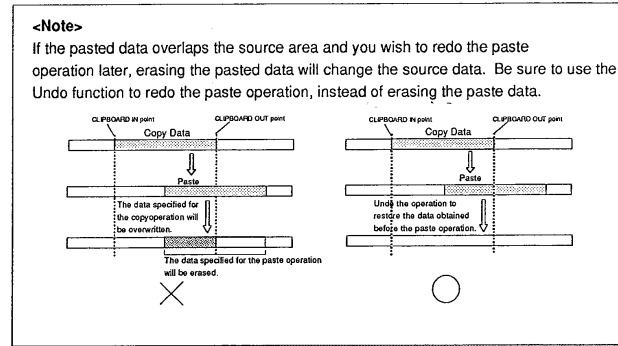 <Note>
If the pasted data overlaps the source area and you wish to redo the paste
operation later, erasing the pasted data will change the source data. Be sure to use the
Undo function to redo the paste operation, instead of erasing the paste data.
CLIPBOARD IN point
CLIPBOARD OUT point
Copy Data
Paste
The data specified for
the copyoperation will
be overwritten.
The data specified for the paste operation
will be erased.
CLIPBOARD IN point
CLIPBOARD OUT point
Copy Data
Paste
Undo the operation to
restore the data obtained
before the paste operation.